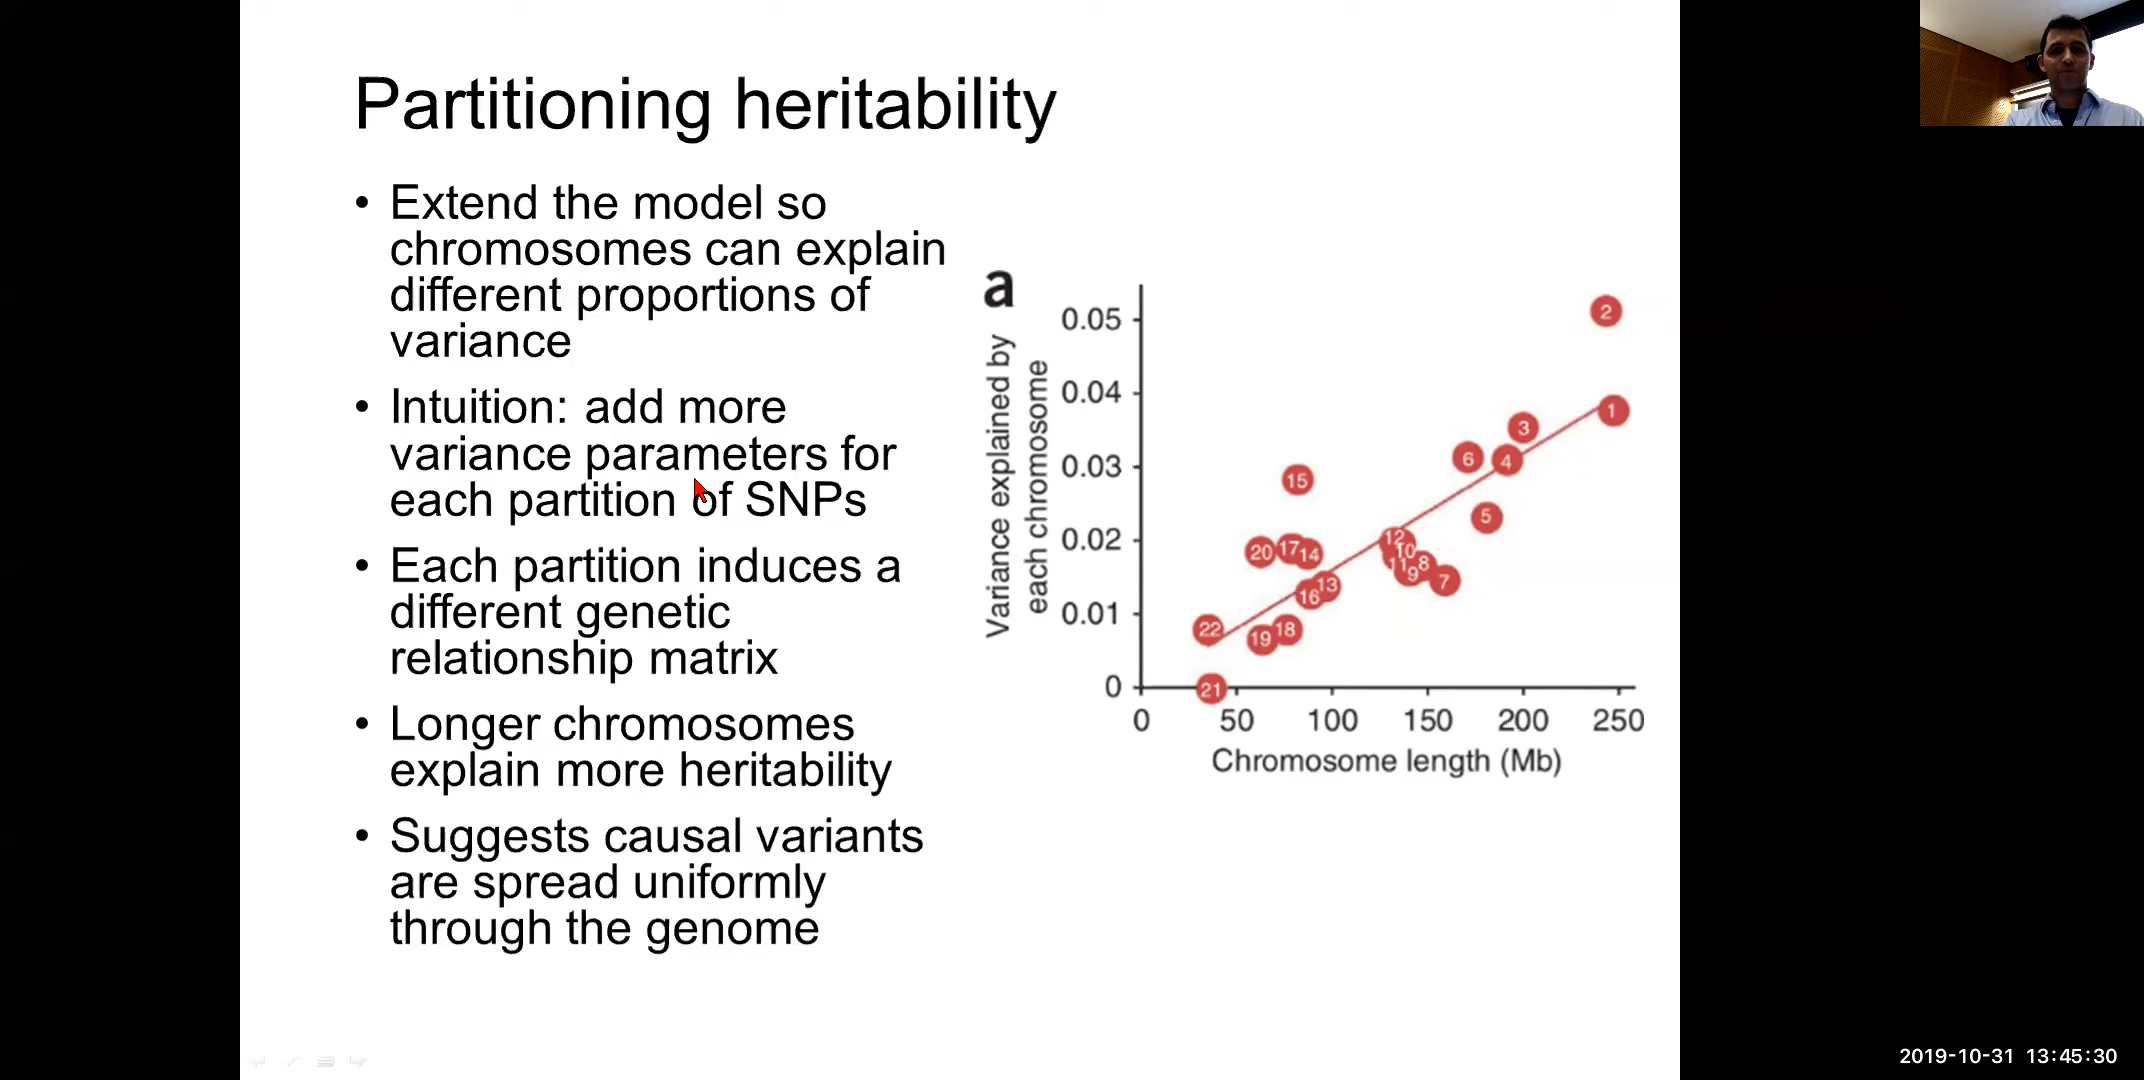 Partitioning heritability
• Extend the model so
chromosomes can explain
different proportions of
variance
• Intuition: add more
variance parameters for
each partition of SNPs
• Each partition induces a
different genetic
relationship matrix
• Longer chromosomes
explain more heritability
• Suggests causal variants
are spread uniformly
through the genome
a
Variance explained by
each chromosome
0.05
0.04
0.03
0.02
0.01
0
2
1
3
6
4
15
5
12
20
17
14
10
11
8
9
7
13
16
22
18
19
21
0 50 100 150 200 250
Chromosome length (Mb)
2019-10-31 13:45:30